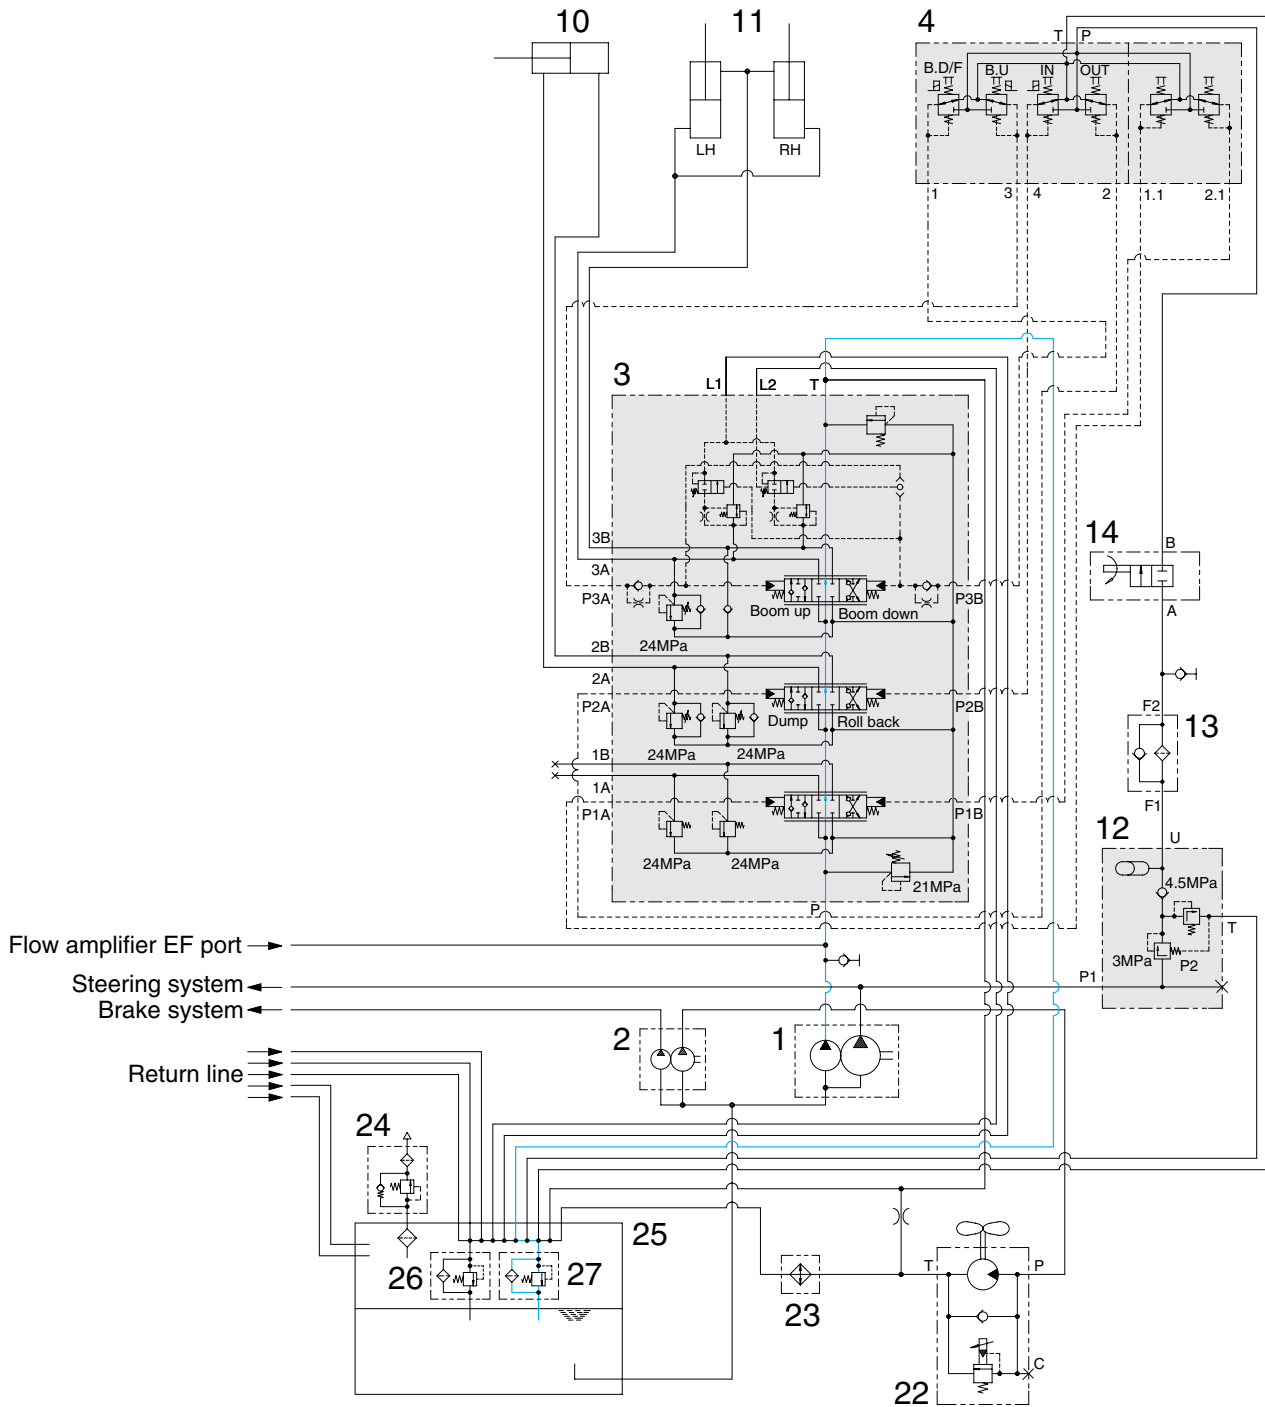 10
11
4
T
P
B.D/F
B.U
IN
OUT
LH
RH
1
3
4
2
1.1
2.1
3
L1
L2
T
14
B
A
3B
3A
P3A
P3B
Boom up
Boom down
24MPa
2B
2A
P2A
P2B
Dump
Roll back
24MPa
24MPa
F2
13
F1
1B
1A
P1A
P1B
24MPa
24MPa
21MPa
P
12
U
4.5MPa
T
3MPa
P2
P1
Flow amplifier EF port
Steering system
Brake system
2
1
Return line
24
25
26
27
23
T
P
C
22